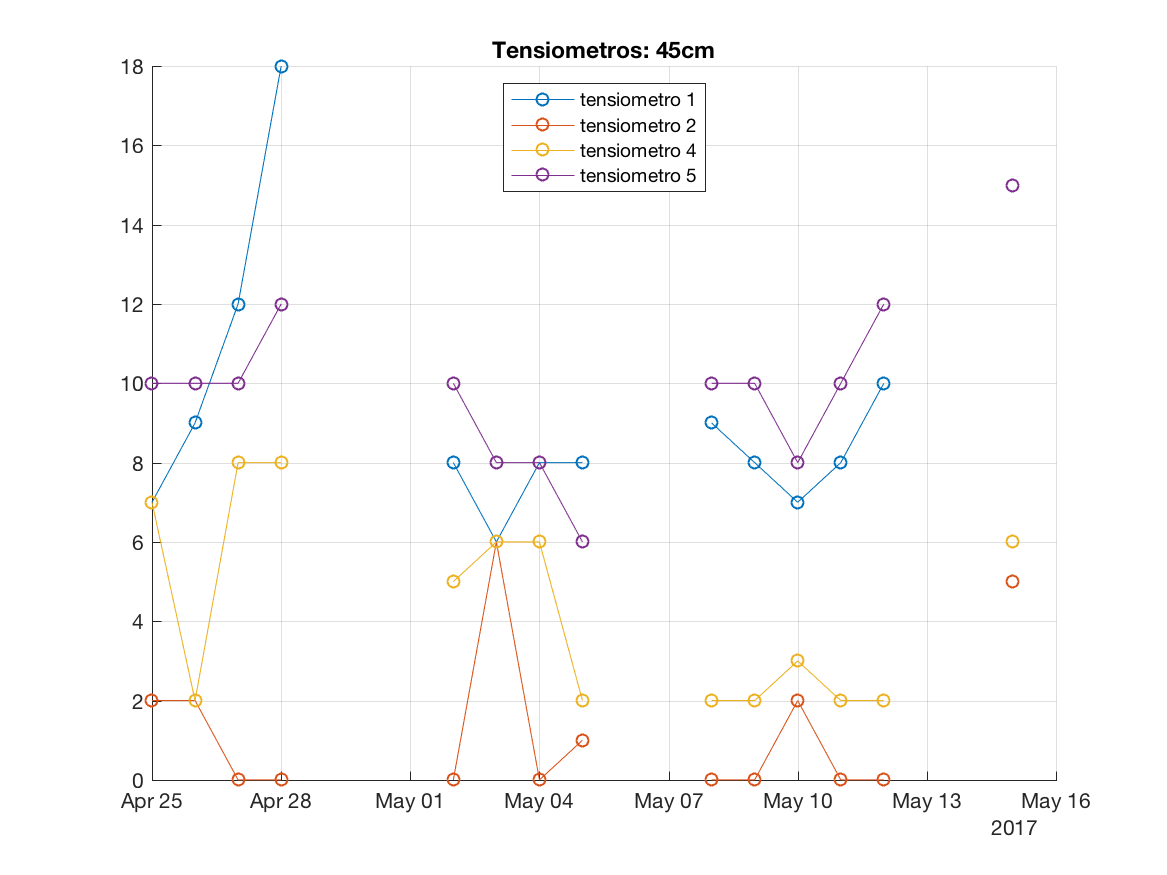 Tensiometros: 45cm
tensiometro 1
tensiometro 2
tensiometro 4
tensiometro 5
18
16
14
12
10
8
6
4
2
0
Apr 25 Apr 28 May 01 May 04 May 07 May 10 May 13 May 16
2017